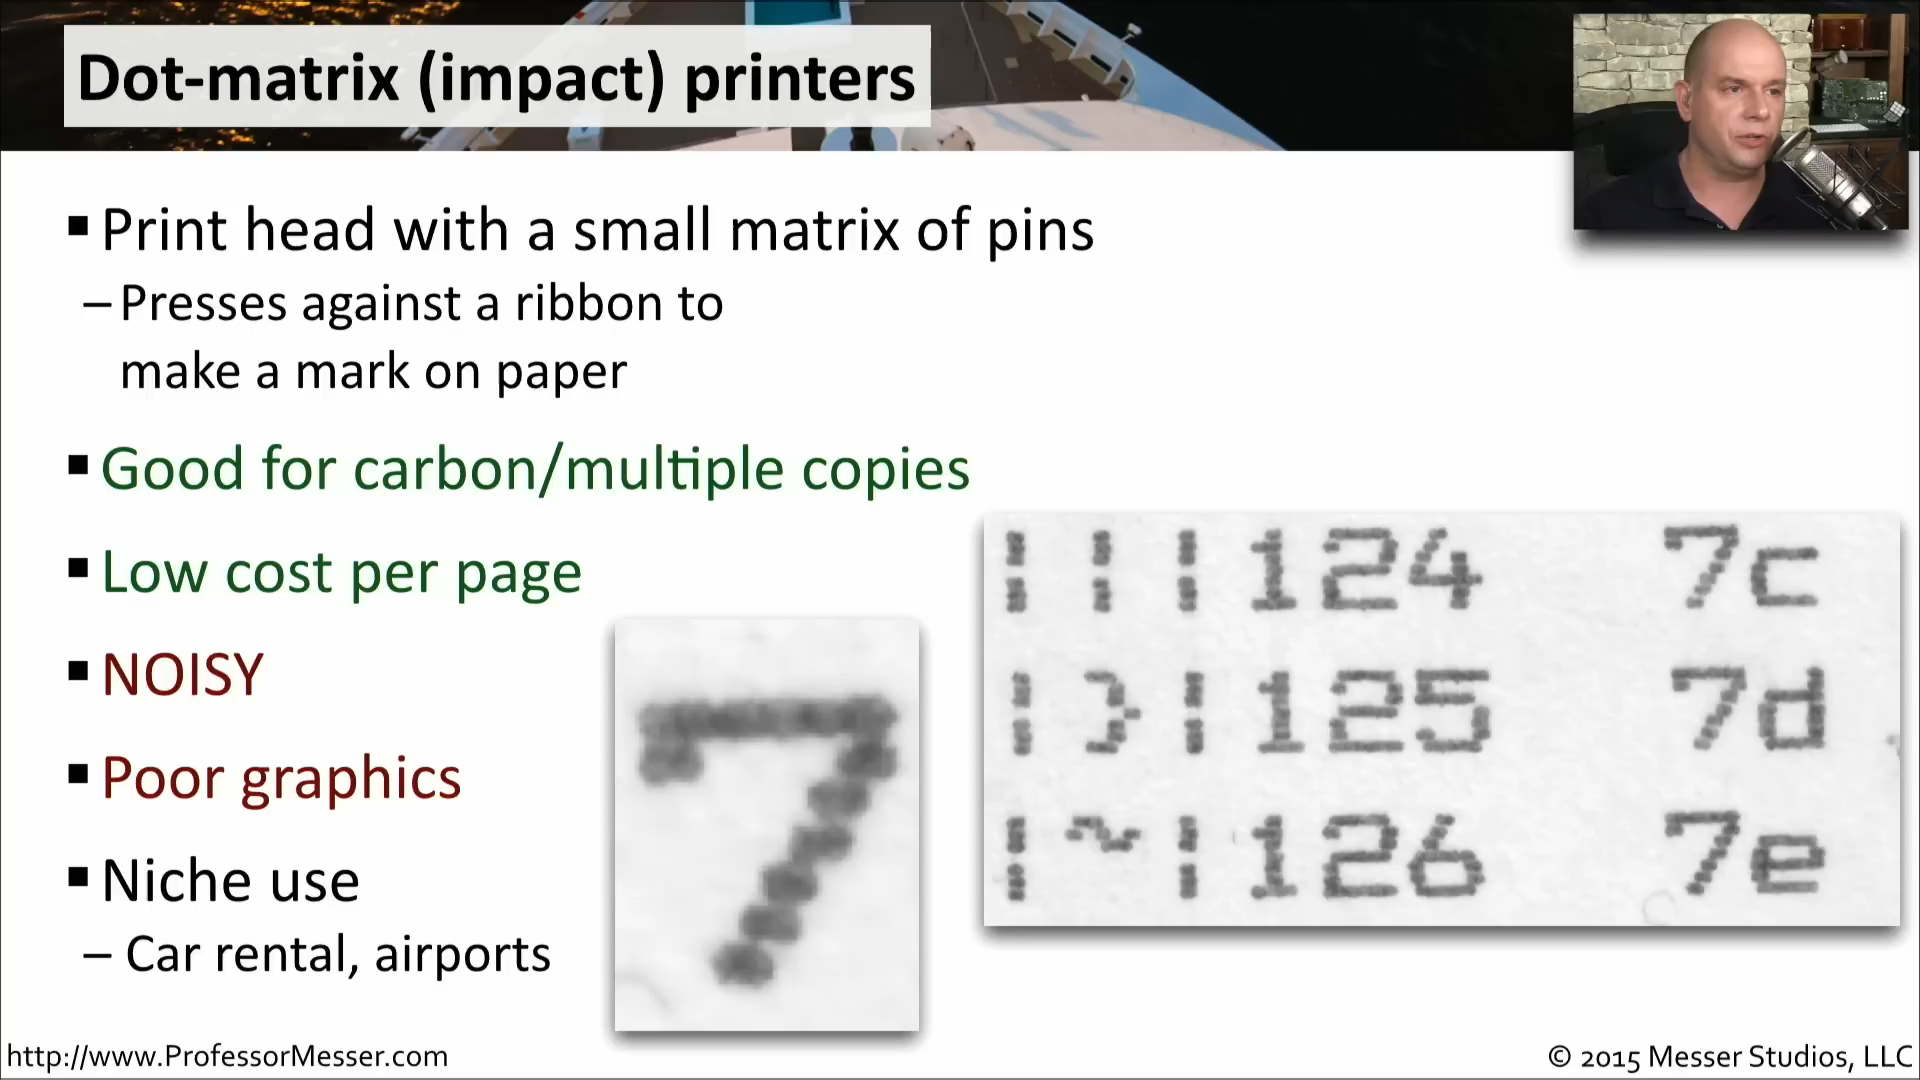 Dot-matrix (impact) printers
▪ Print head with a small matrix of pins
– Presses against a ribbon to
make a mark on paper
▪ Good for carbon/multiple copies
▪ Low cost per page
▪ NOISY
▪ Poor graphics
▪ Niche use
– Car rental, airports
7
| | |124 7c
| } |125 7d
| ~ |126 7e
http://www.ProfessorMesser.com
© 2015 Messer Studios, LLC